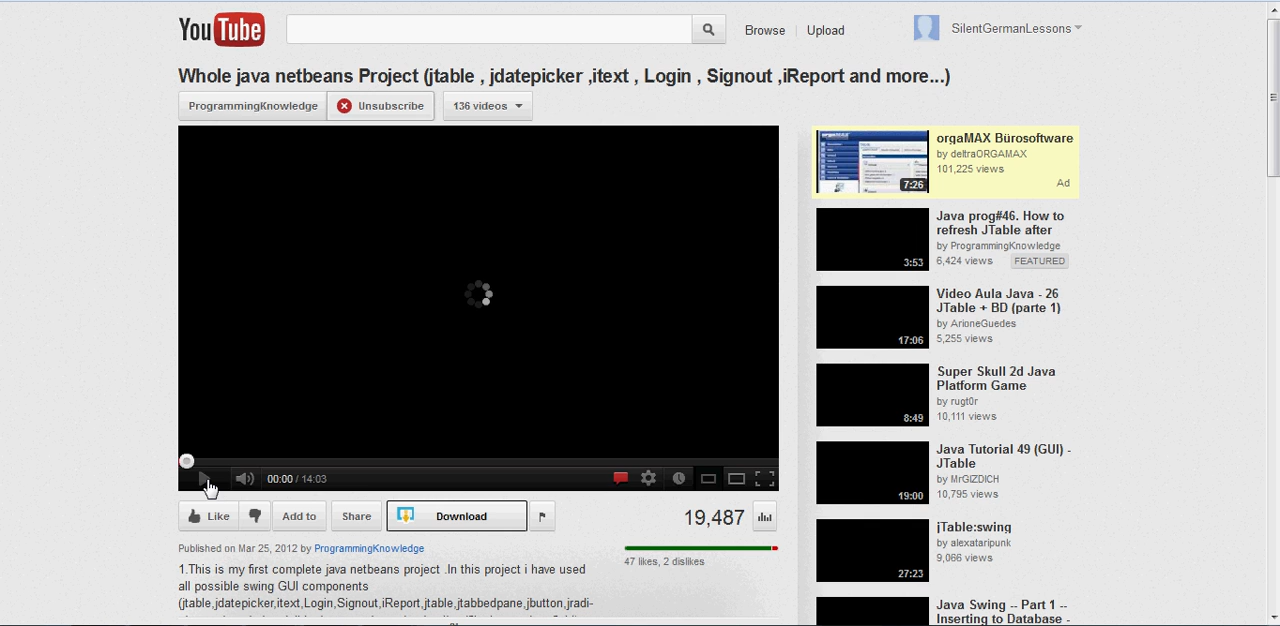 YouTube
Browse
Upload
SilentGermanLessons
Whole java netbeans Project (jtable , jdatepicker ,itext , Login , Signout ,iReport and more...)
ProgrammingKnowledge
Unsubscribe
136 videos
00:00 / 14:03
Like
Add to
Share
Download
19,487
Published on Mar 25, 2012 by ProgrammingKnowledge
47 likes, 2 dislikes
1.This is my first complete java netbeans project .In this project i have used
all possible swing GUI components
(jtable,jdatepicker,itext,Login,Signout,iReport,jtable,jtabbedpane,jbutton,jradi-
orgaMAX Bürosoftware
by deltraORGAMAX
101,225 views
Ad
7:26
Java prog#46. How to
refresh JTable after
by ProgrammingKnowledge
6,424 views
FEATURED
3:53
Video Aula Java - 26
JTable + BD (parte 1)
by ArioneGuedes
5,255 views
17:06
Super Skull 2d Java
Platform Game
by rugt0r
10,111 views
8:49
Java Tutorial 49 (GUI) -
JTable
by MrGIZDICH
10,795 views
19:00
jTable:swing
by alexataripunk
9,066 views
27:23
Java Swing -- Part 1 --
Inserting to Database -